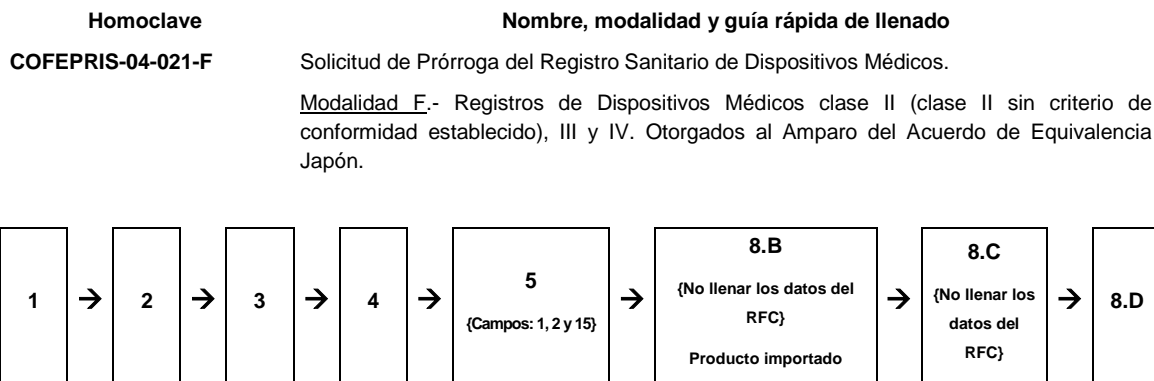 Homoclave Nombre, modalidad y guía rápida de llenado
COFEPRIS-04-021-F Solicitud de Prórroga del Registro Sanitario de Dispositivos Médicos.
Modalidad F.- Registros de Dispositivos Médicos clase II (clase II sin criterio de
conformidad establecido), III y IV. Otorgados al Amparo del Acuerdo de Equivalencia
Japón.
1 → 2 → 3 → 4 → 5 → 8.B → 8.C → 8.D
{Campos: 1, 2 y 15}
{No llenar los datos del
RFC}
Producto importado
{No llenar los
datos del
RFC}